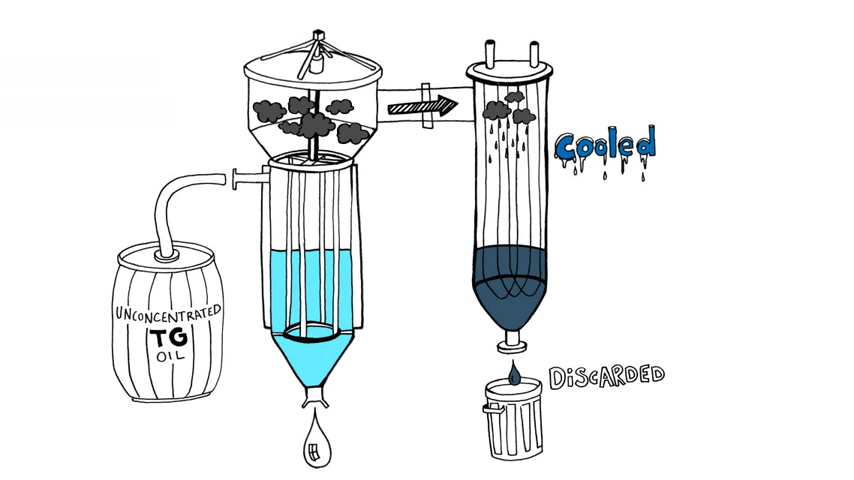 cooled
UNCONCENTRATED
TG
OIL
DiSCARDED